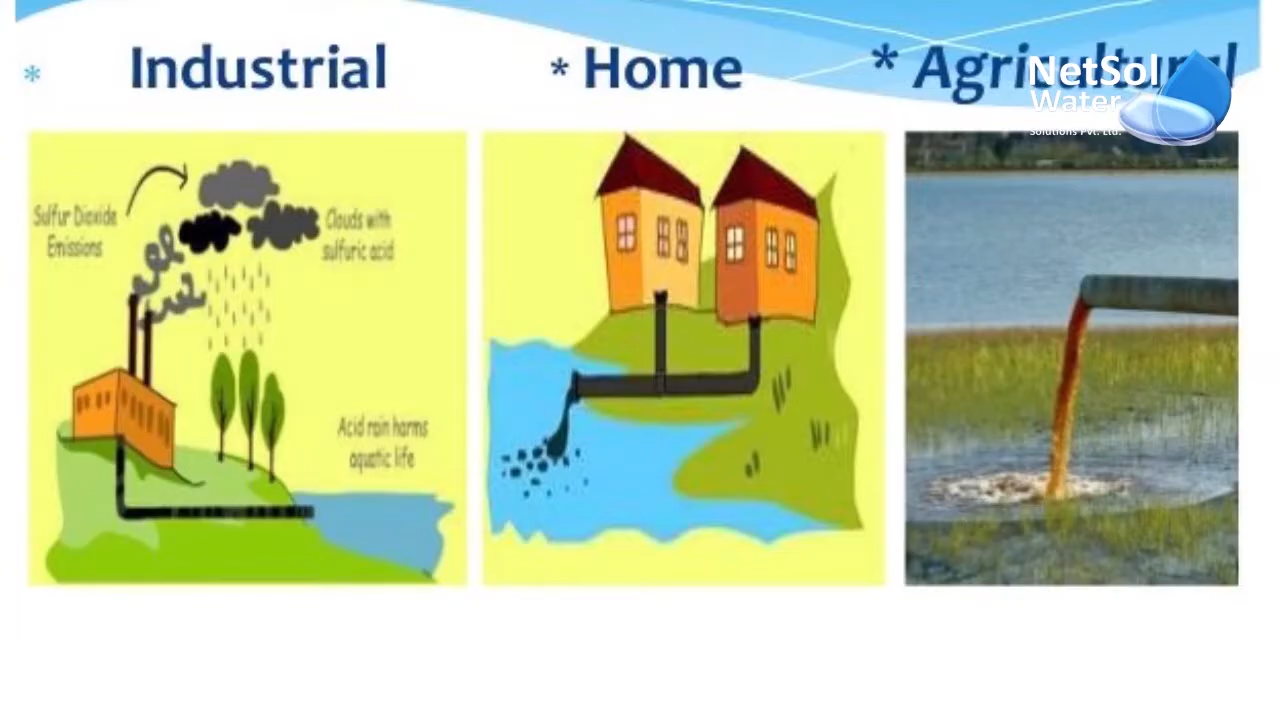 * Industrial
* Home
* Agricultural
NetSol
Water
Solutions Pvt. Ltd.
Sulfur Dioxide
Emissions
Clouds with
sulfuric acid
Acid rain harms
aquatic life